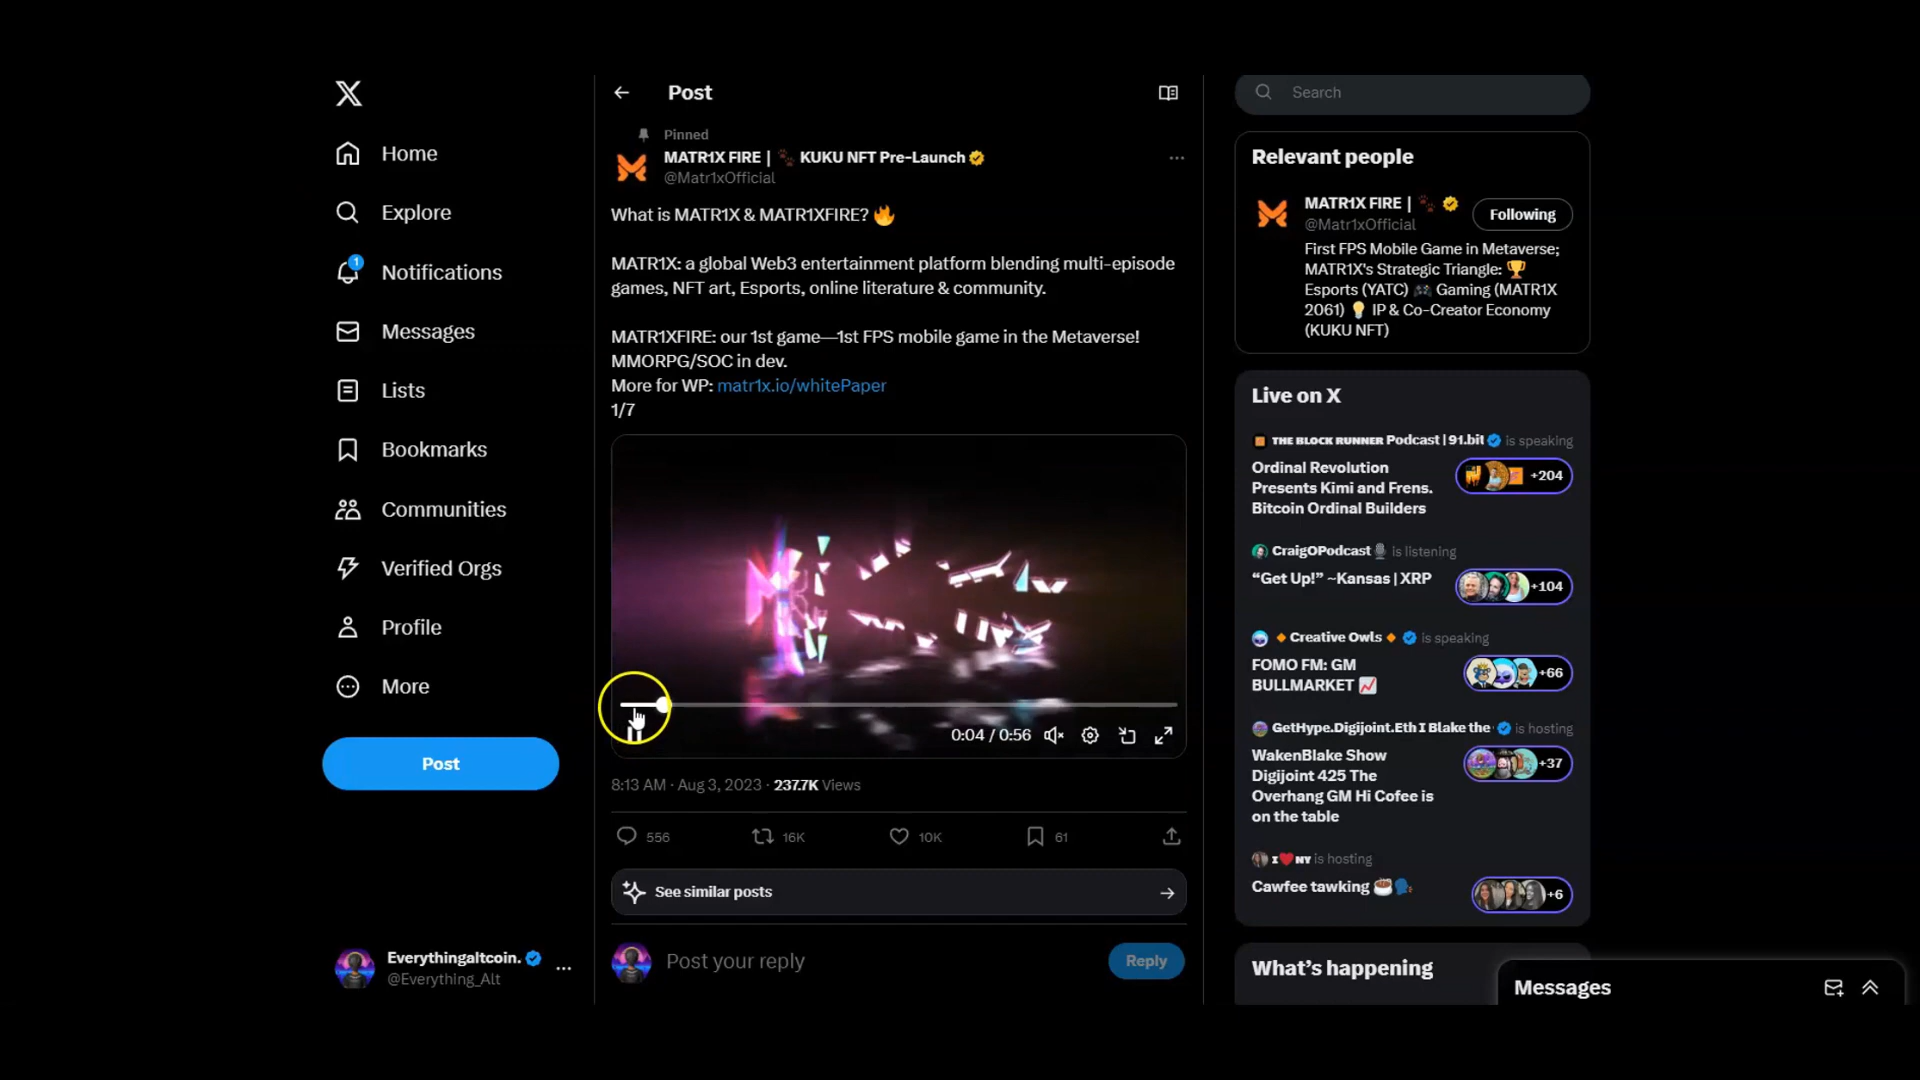 Home
Explore
1
Notifications
Messages
Lists
Bookmarks
Communities
Verified Orgs
Profile
More
Post
Everythingaltcoin.
@Everything_Alt
Post
Pinned
MATR1X FIRE | 🐾 KUKU NFT Pre-Launch
@Matr1xOfficial
What is MATR1X & MATR1XFIRE? 🔥
MATR1X: a global Web3 entertainment platform blending multi-episode
games, NFT art, Esports, online literature & community.
MATR1XFIRE: our 1st game—1st FPS mobile game in the Metaverse!
MMORPG/SOC in dev.
More for WP: matr1x.io/whitePaper
1/7
0:04 / 0:56
8:13 AM · Aug 3, 2023 · 237.7K Views
556 16K 10K 61
See similar posts
Post your reply
Reply
Search
Relevant people
MATR1X FIRE | 🐾
@Matr1xOfficial
Following
First FPS Mobile Game in Metaverse;
MATR1X's Strategic Triangle: 🏆
Esports (YATC) 🎮 Gaming (MATR1X
2061) 💡 IP & Co-Creator Economy
(KUKU NFT)
Live on X
THE BLOCK RUNNER Podcast | 91.bit is speaking
Ordinal Revolution
Presents Kimi and Frens.
Bitcoin Ordinal Builders
+204
CraigOPodcast🎙️ is listening
“Get Up!” ~Kansas | XRP
+104
🔸Creative Owls🔸 is speaking
FOMO FM: GM
BULLMARKET 📈
+66
GetHype.Digijoint.Eth I Blake the is hosting
WakenBlake Show
Digijoint 425 The
Overhang GM Hi Cofee is
on the table
+37
I❤️NY is hosting
Cawfee tawking ☕🗣️
+6
What's happening
Messages